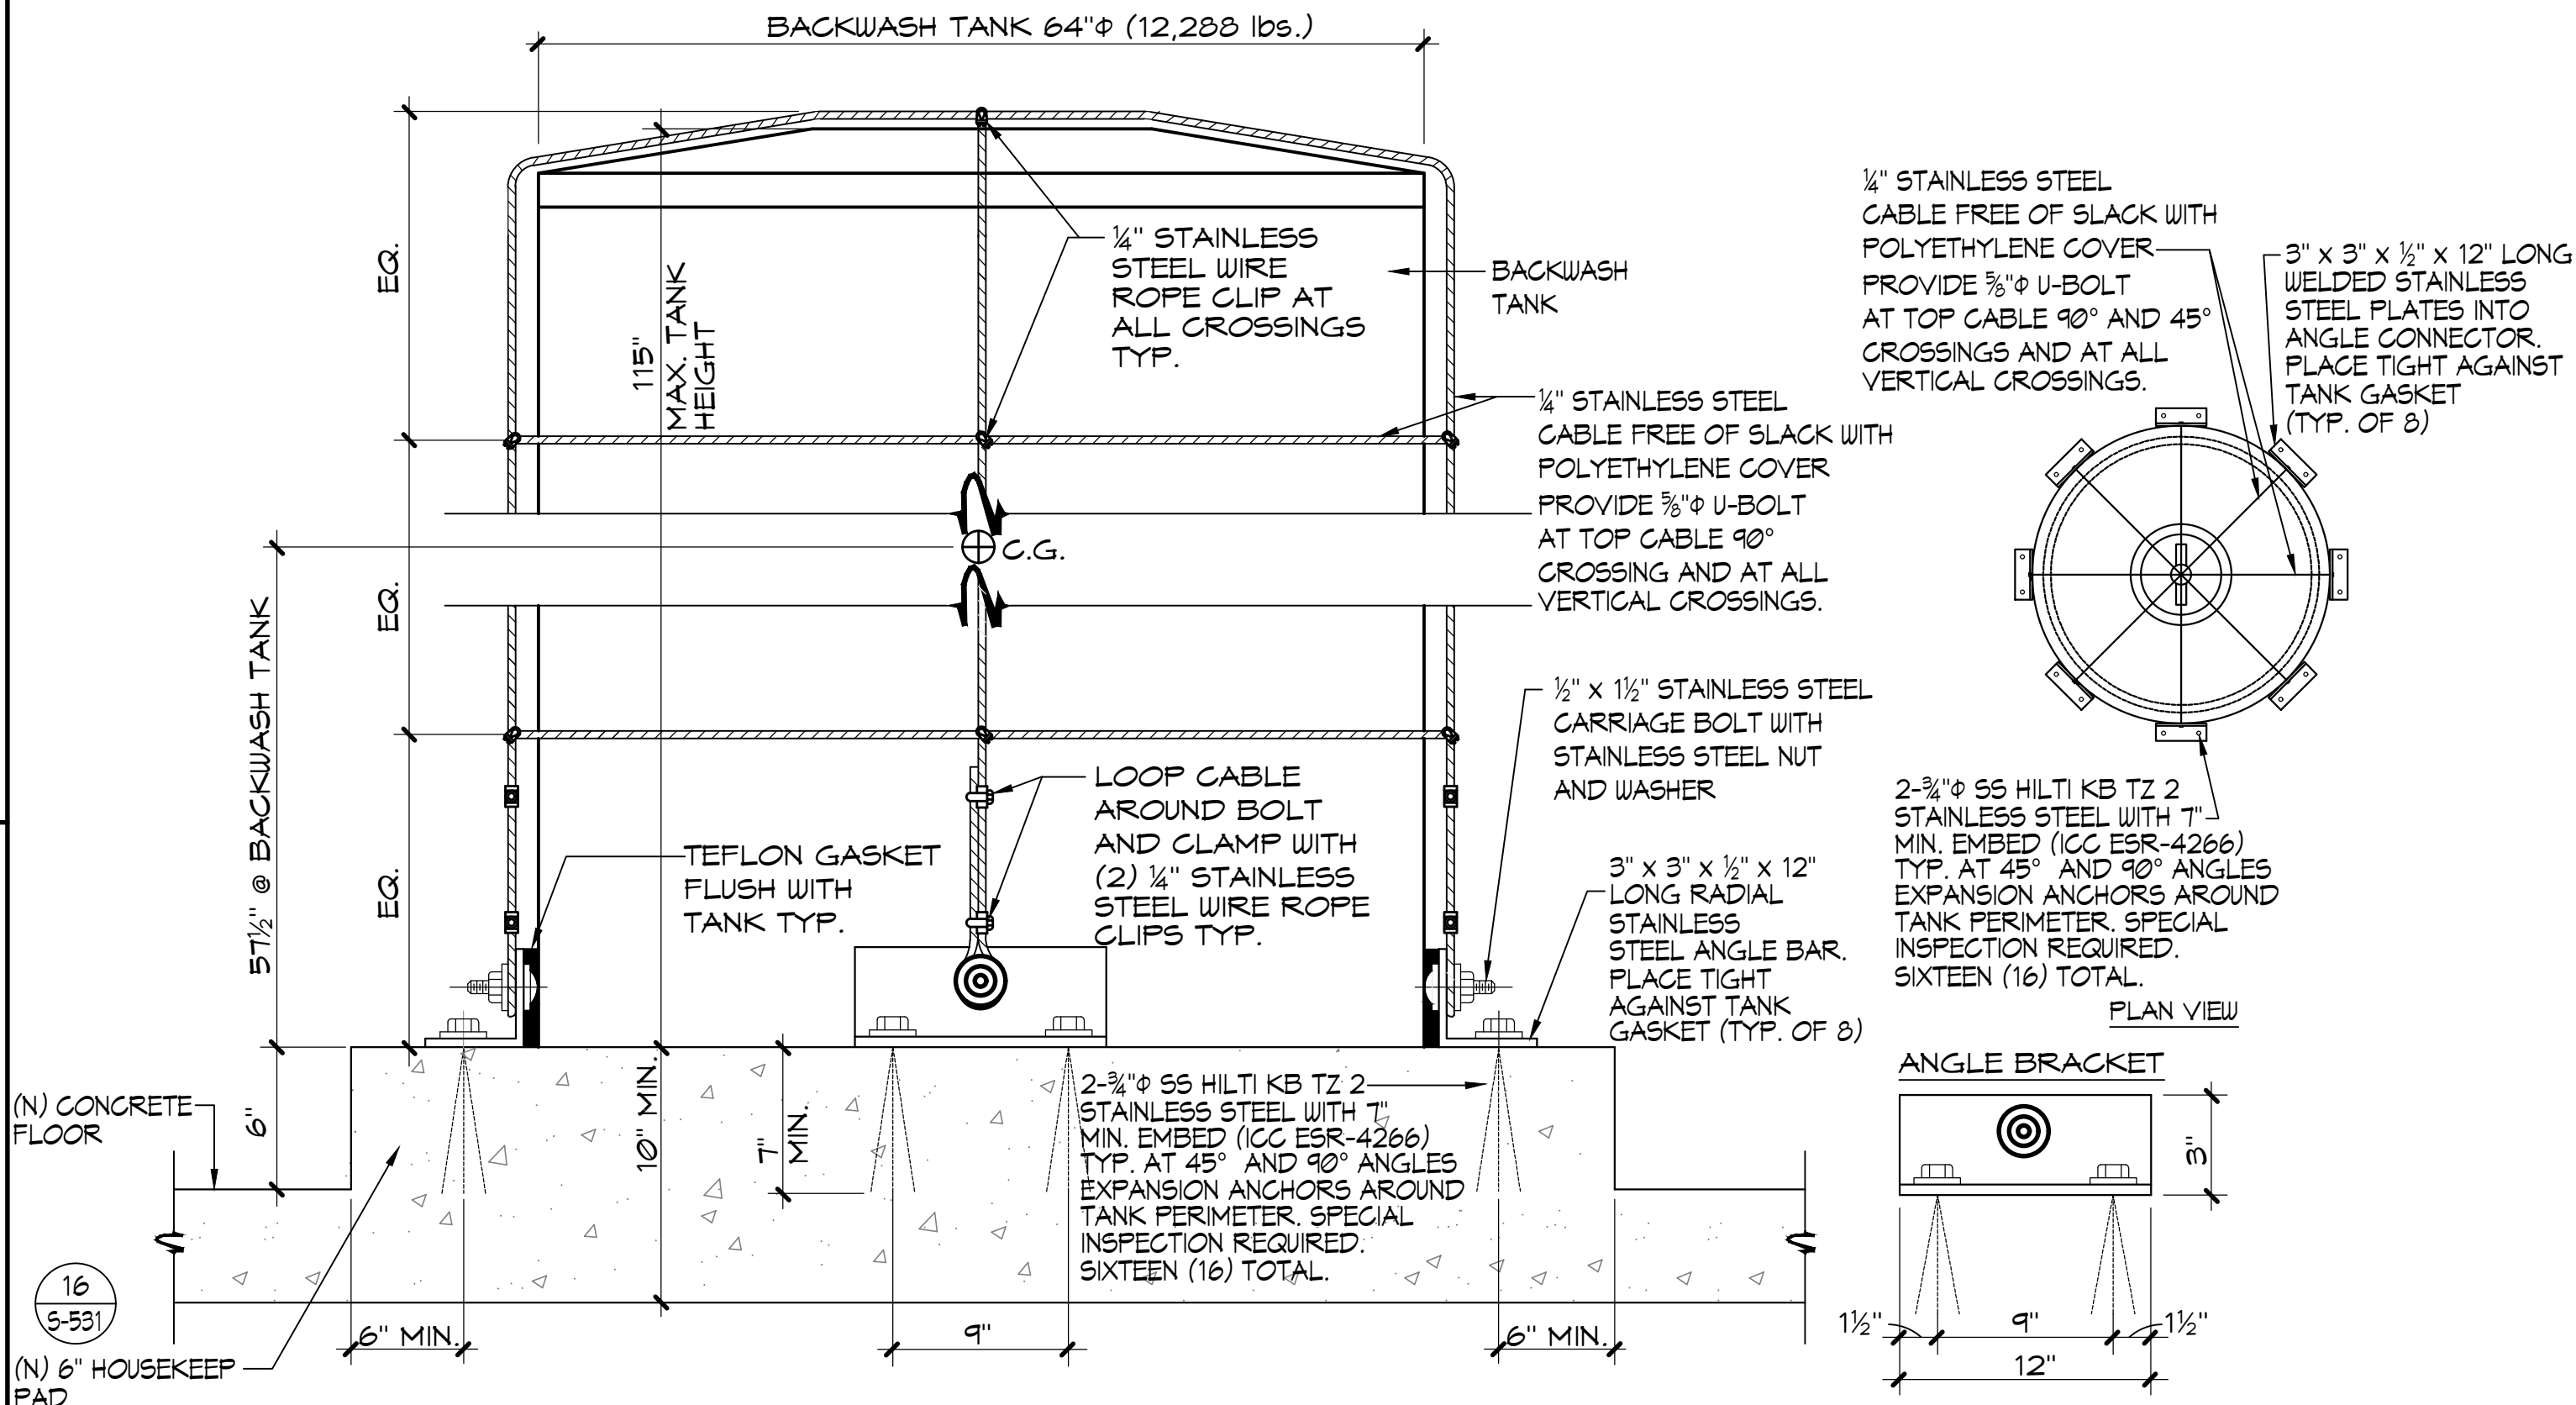 BACKWASH TANK 64"Φ (12,288 lbs.)
EQ.
115"
MAX. TANK
HEIGHT
¼" STAINLESS
STEEL WIRE
ROPE CLIP AT
ALL CROSSINGS
TYP.
BACKWASH
TANK
¼" STAINLESS STEEL
CABLE FREE OF SLACK WITH
POLYETHYLENE COVER
PROVIDE ⅝"Φ U-BOLT
AT TOP CABLE 90°
CROSSING AND AT ALL
VERTICAL CROSSINGS.
C.G.
57½" @ BACKWASH TANK
EQ.
EQ.
½" x 1½" STAINLESS STEEL
CARRIAGE BOLT WITH
STAINLESS STEEL NUT
AND WASHER
LOOP CABLE
AROUND BOLT
AND CLAMP WITH
(2) ¼" STAINLESS
STEEL WIRE ROPE
CLIPS TYP.
TEFLON GASKET
FLUSH WITH
TANK TYP.
3" x 3" x ½" x 12"
LONG RADIAL
STAINLESS
STEEL ANGLE BAR.
PLACE TIGHT
AGAINST TANK
GASKET (TYP. OF 8)
(N) CONCRETE
FLOOR
6"
10" MIN.
7"
MIN.
2-¾"Φ SS HILTI KB TZ 2
STAINLESS STEEL WITH 7"
MIN. EMBED (ICC ESR-4266)
TYP. AT 45° AND 90° ANGLES
EXPANSION ANCHORS AROUND
TANK PERIMETER. SPECIAL
INSPECTION REQUIRED.
SIXTEEN (16) TOTAL.
16
S-531
(N) 6" HOUSEKEEP
PAD
6" MIN.
9"
6" MIN.
¼" STAINLESS STEEL
CABLE FREE OF SLACK WITH
POLYETHYLENE COVER
PROVIDE ⅝"Φ U-BOLT
AT TOP CABLE 90° AND 45°
CROSSINGS AND AT ALL
VERTICAL CROSSINGS.
3" x 3" x ½" x 12" LONG
WELDED STAINLESS
STEEL PLATES INTO
ANGLE CONNECTOR.
PLACE TIGHT AGAINST
TANK GASKET
(TYP. OF 8)
2-¾"Φ SS HILTI KB TZ 2
STAINLESS STEEL WITH 7"
MIN. EMBED (ICC ESR-4266)
TYP. AT 45° AND 90° ANGLES
EXPANSION ANCHORS AROUND
TANK PERIMETER. SPECIAL
INSPECTION REQUIRED.
SIXTEEN (16) TOTAL.
PLAN VIEW
ANGLE BRACKET
3"
1½"
9"
1½"
12"